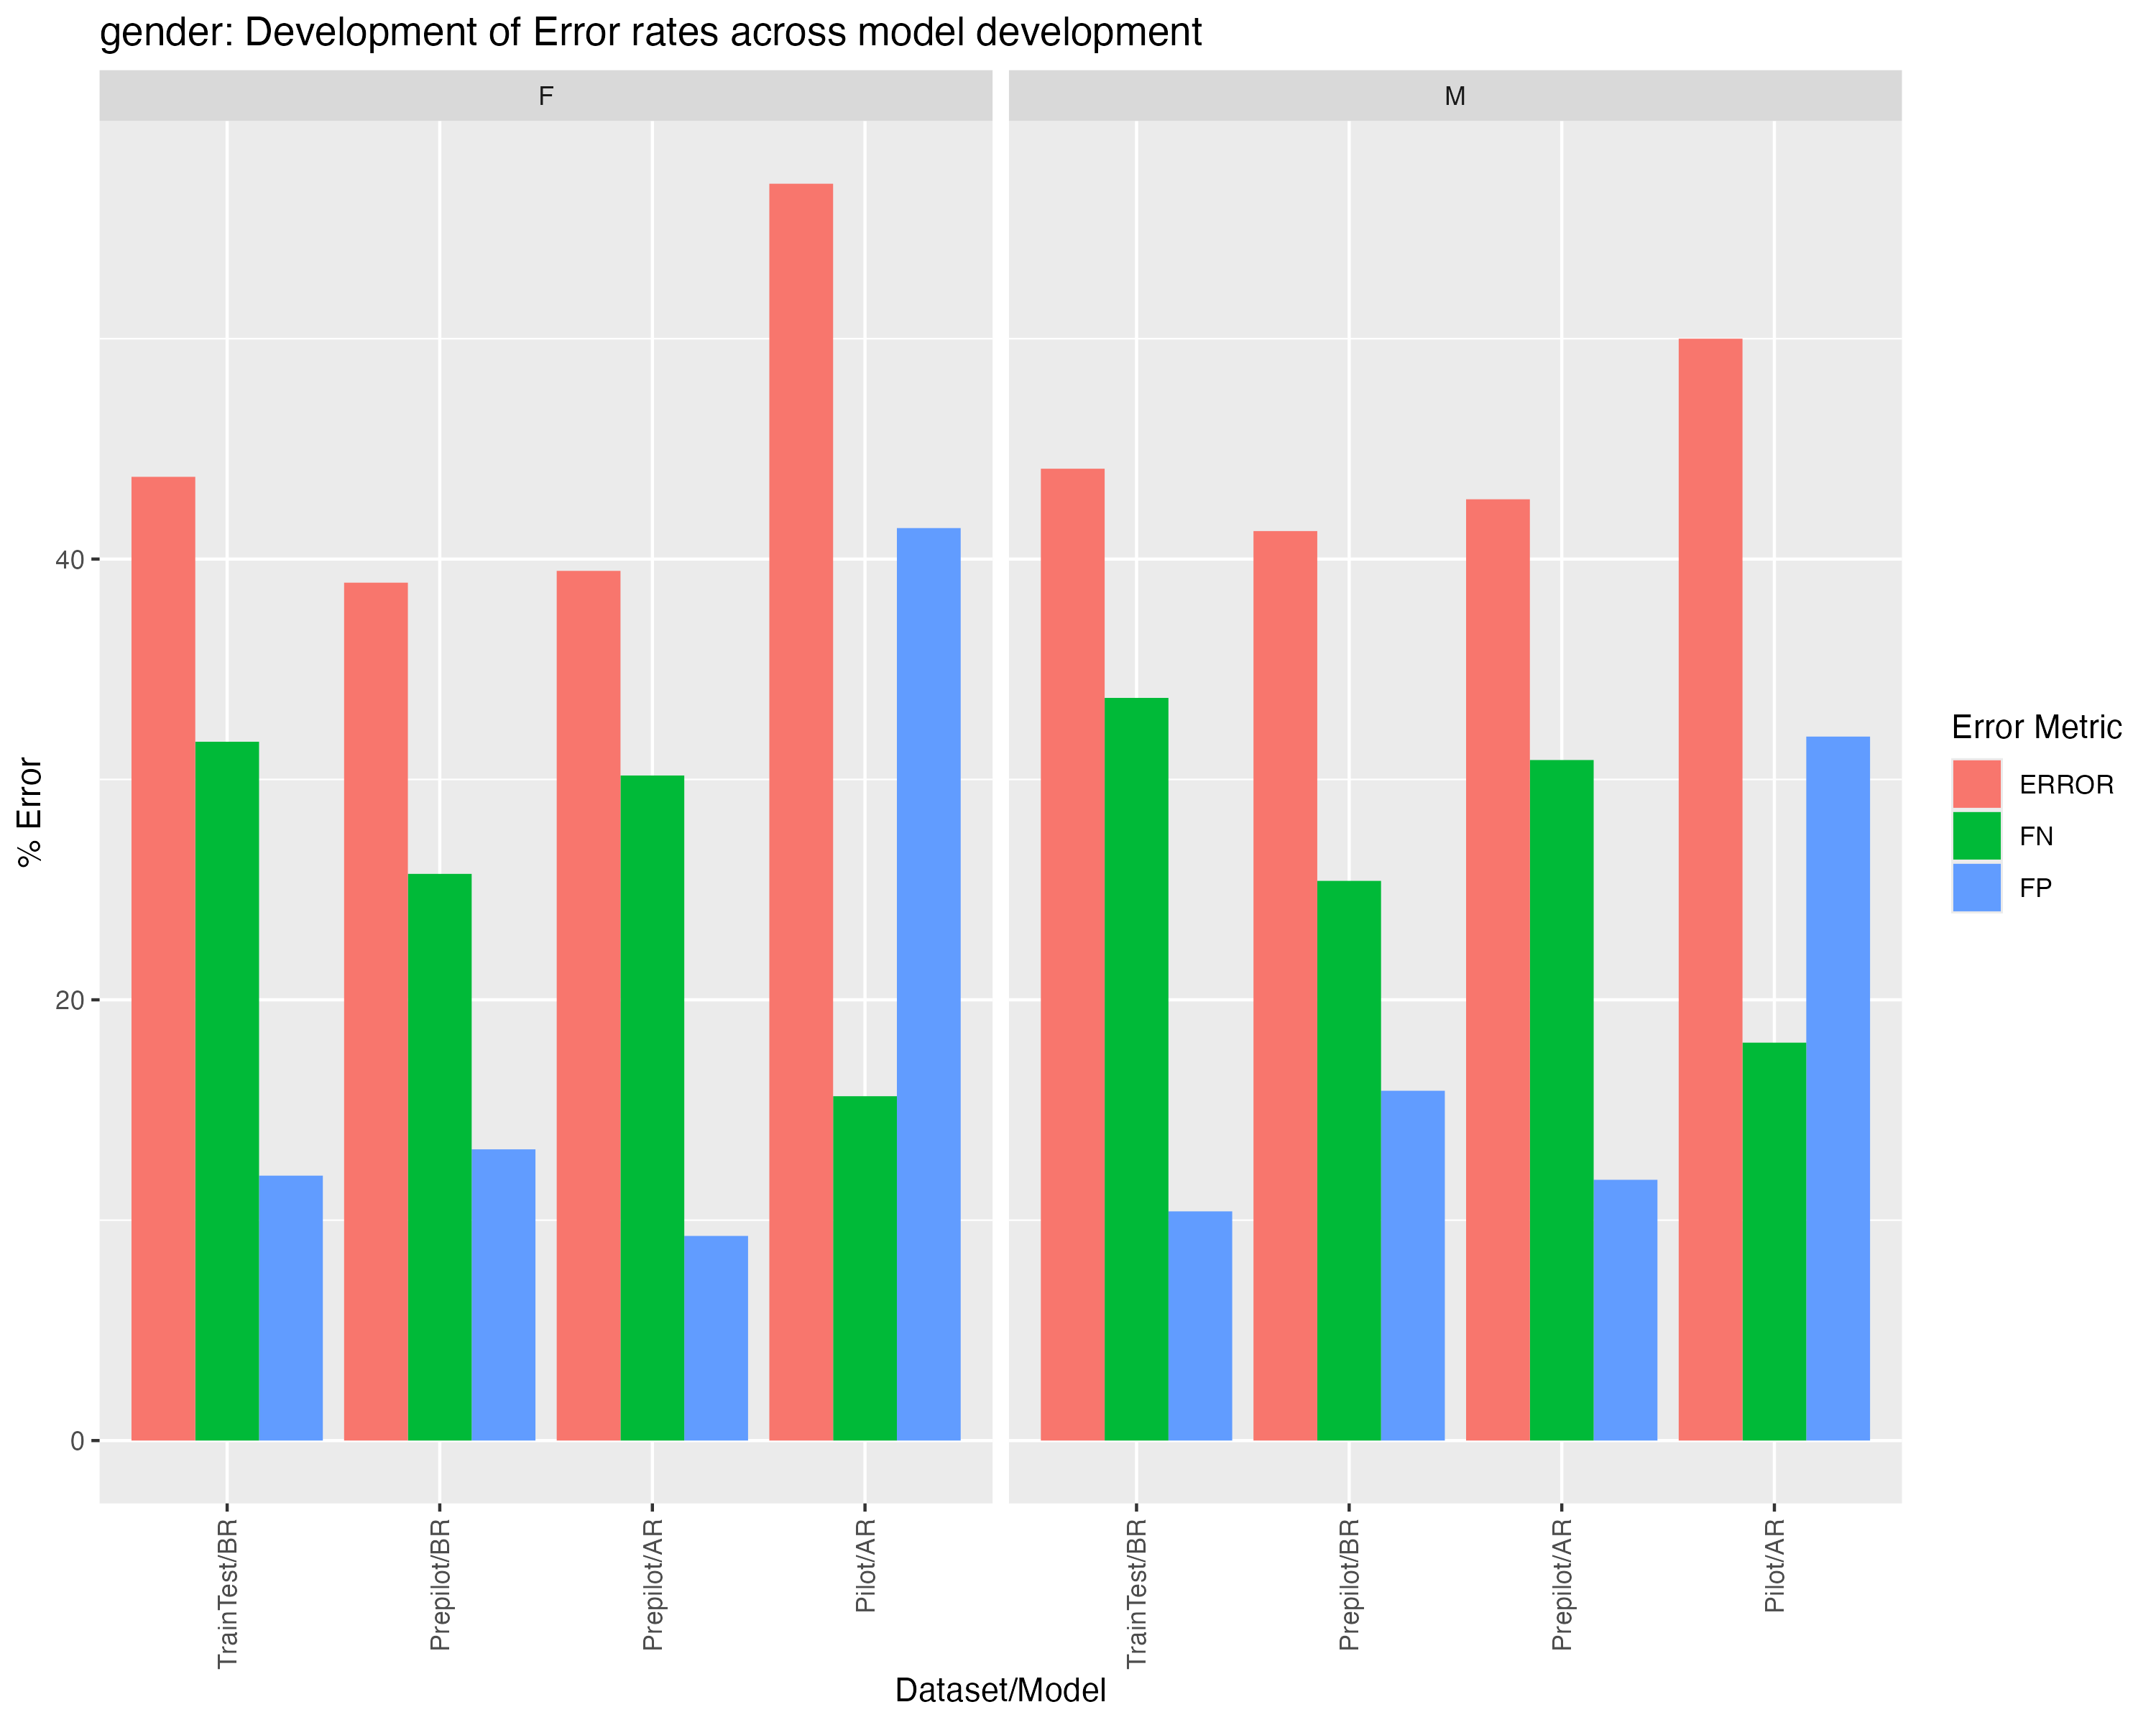 gender: Development of Error rates across model development
F
M
% Error
40
20
0
TrainTest/BR
Prepilot/BR
Prepilot/AR
Pilot/AR
TrainTest/BR
Prepilot/BR
Prepilot/AR
Pilot/AR
Dataset/Model
Error Metric
ERROR
FN
FP